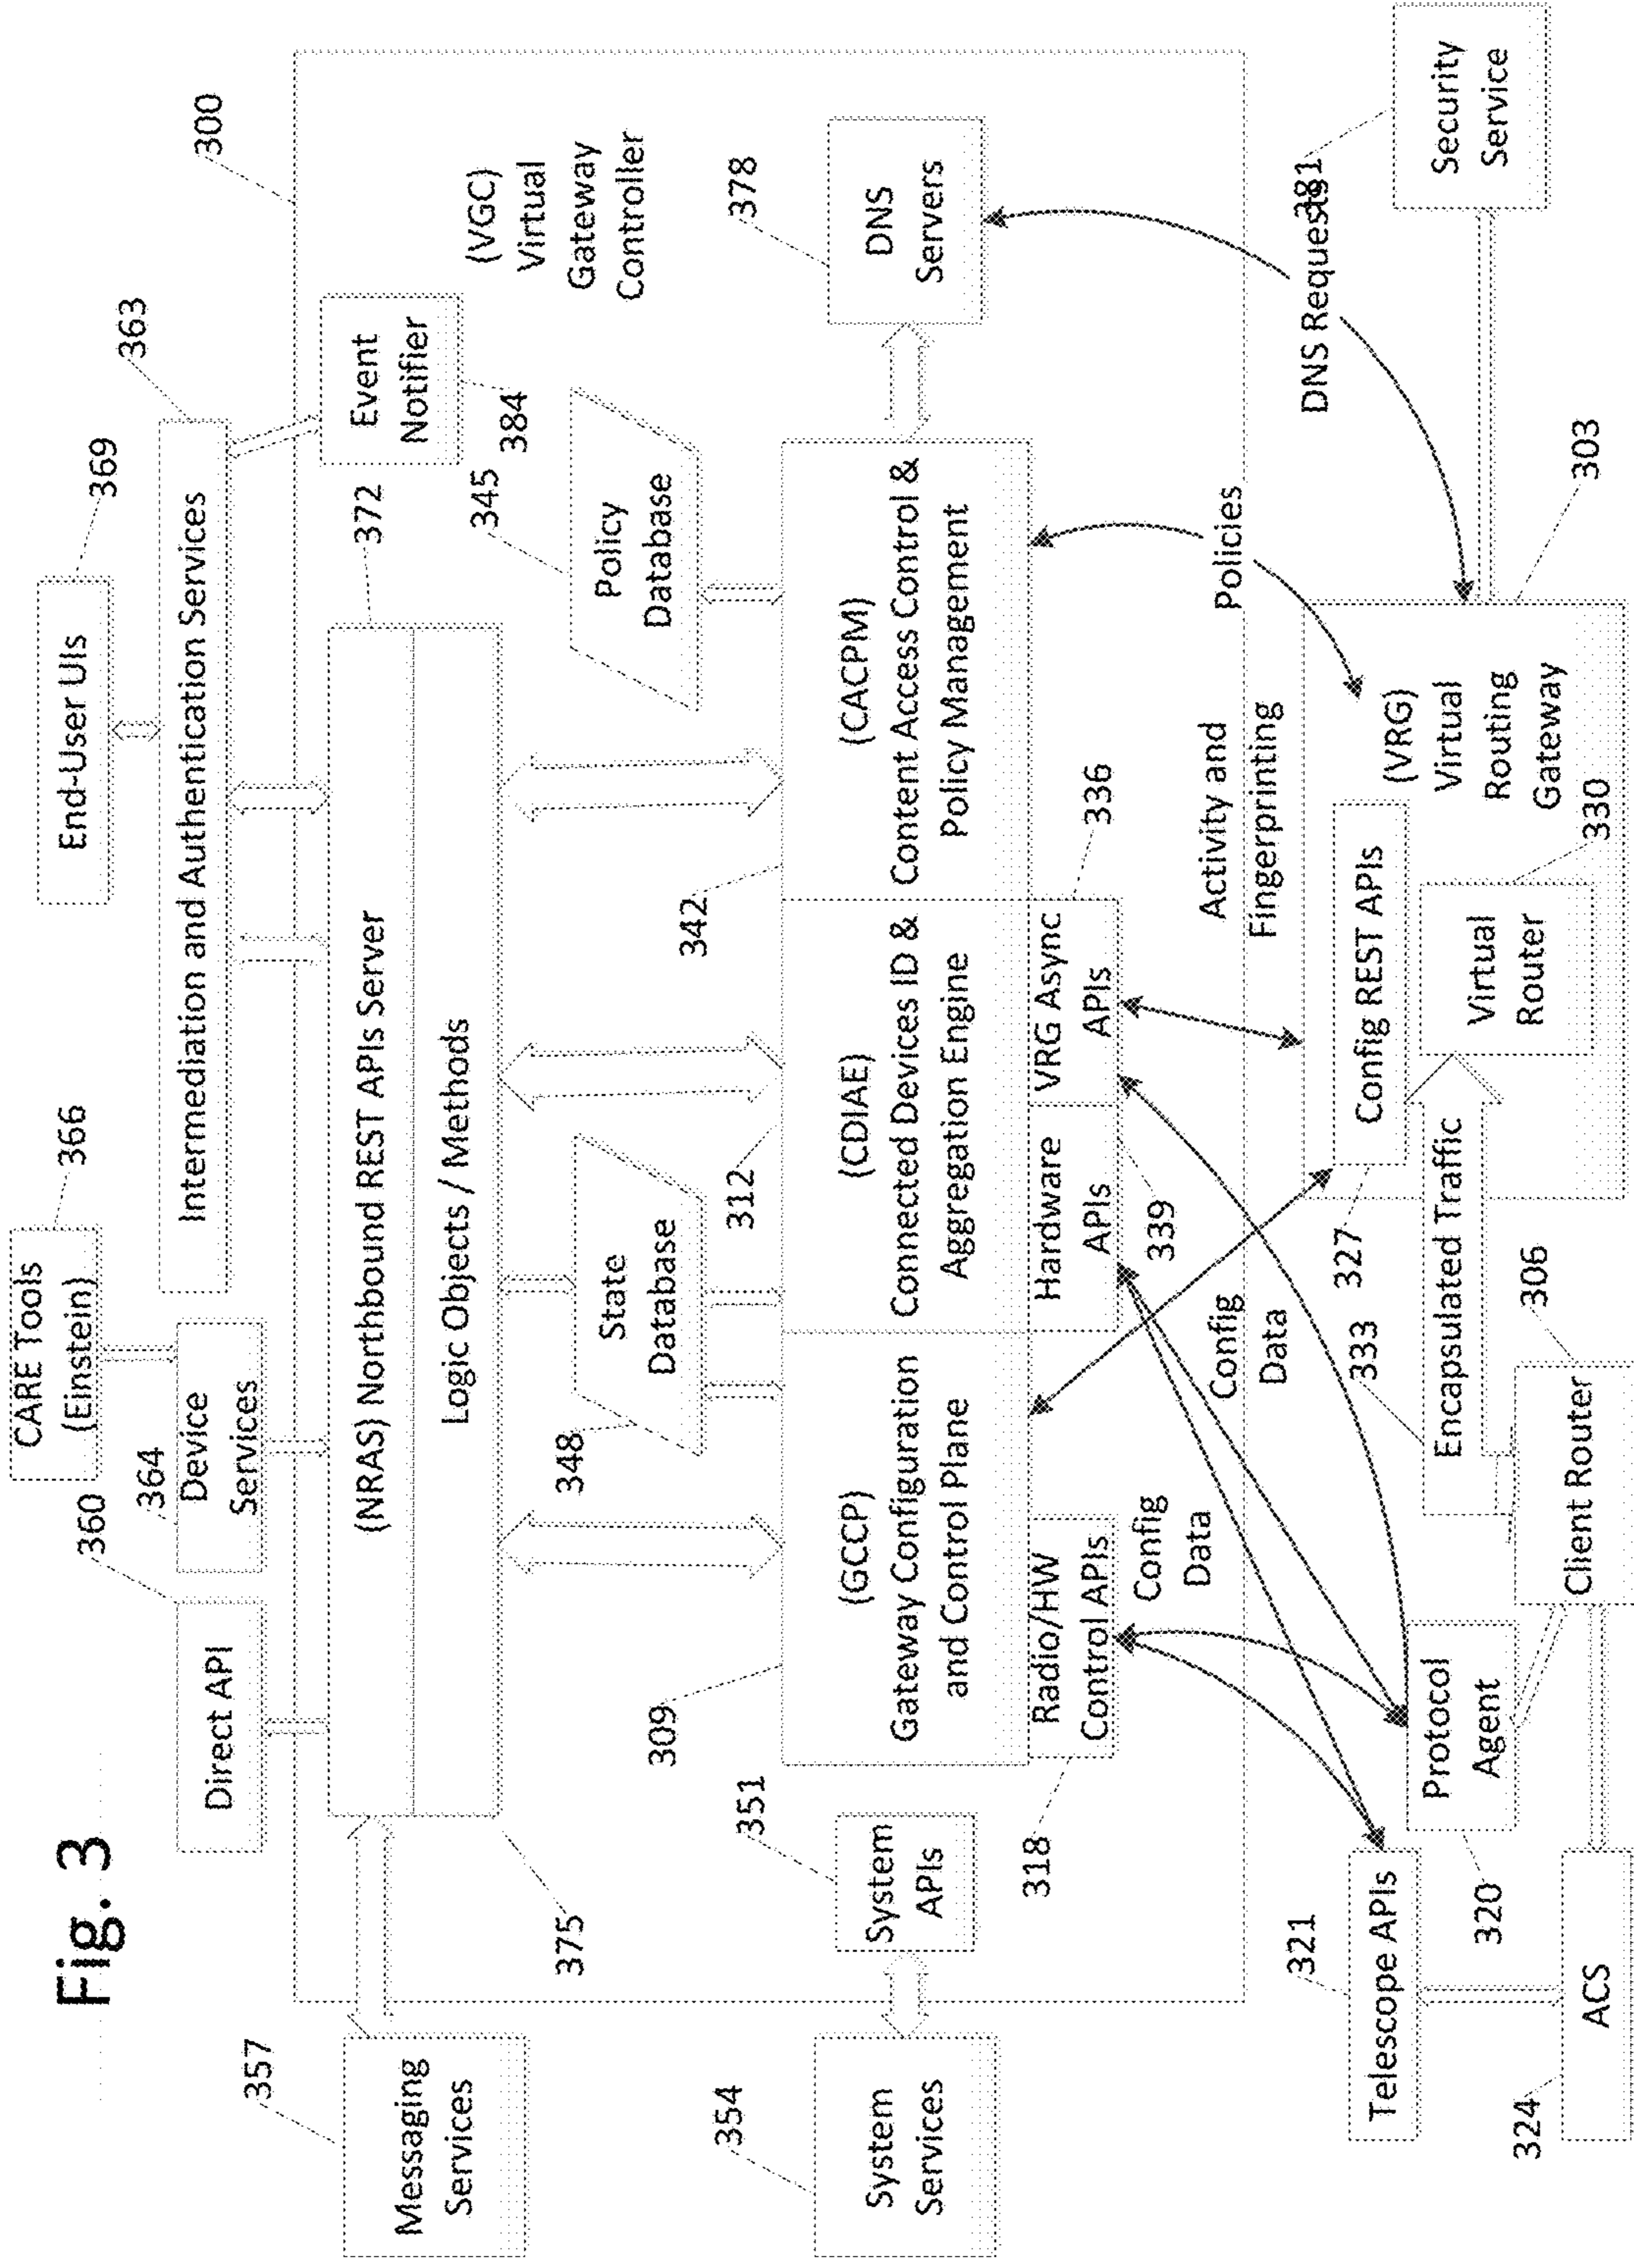 Fig. 3
CARE Tools
(Einstein)
366
End-User UIs
369
363
Direct API
360
Device
Services
364
Intermediation and Authentication Services
300
357
Messaging
Services
(NRAS) Northbound REST APIs Server
372
Logic Objects / Methods
375
Event
Notifier
384
(VGC)
Virtual
Gateway
Controller
348
State
Database
345
Policy
Database
354
System
Services
351
System
APIs
309
(GCCP)
Gateway Configuration
and Control Plane
312
(CDIAE)
Connected Devices ID &
Aggregation Engine
342
(CACPM)
Content Access Control &
Policy Management
378
DNS
Servers
318
Radio/HW
Control APIs
Hardware
APIs
339
VRG Async
APIs
336
Config
Data
Config
Data
Activity and
Fingerprinting
Policies
DNS Requests
381
Security
Service
321
Telescope APIs
320
Protocol
Agent
333
Encapsulated Traffic
327
Config REST APIs
(VRG)
Virtual
Routing
Gateway
303
330
Virtual
Router
324
ACS
306
Client Router